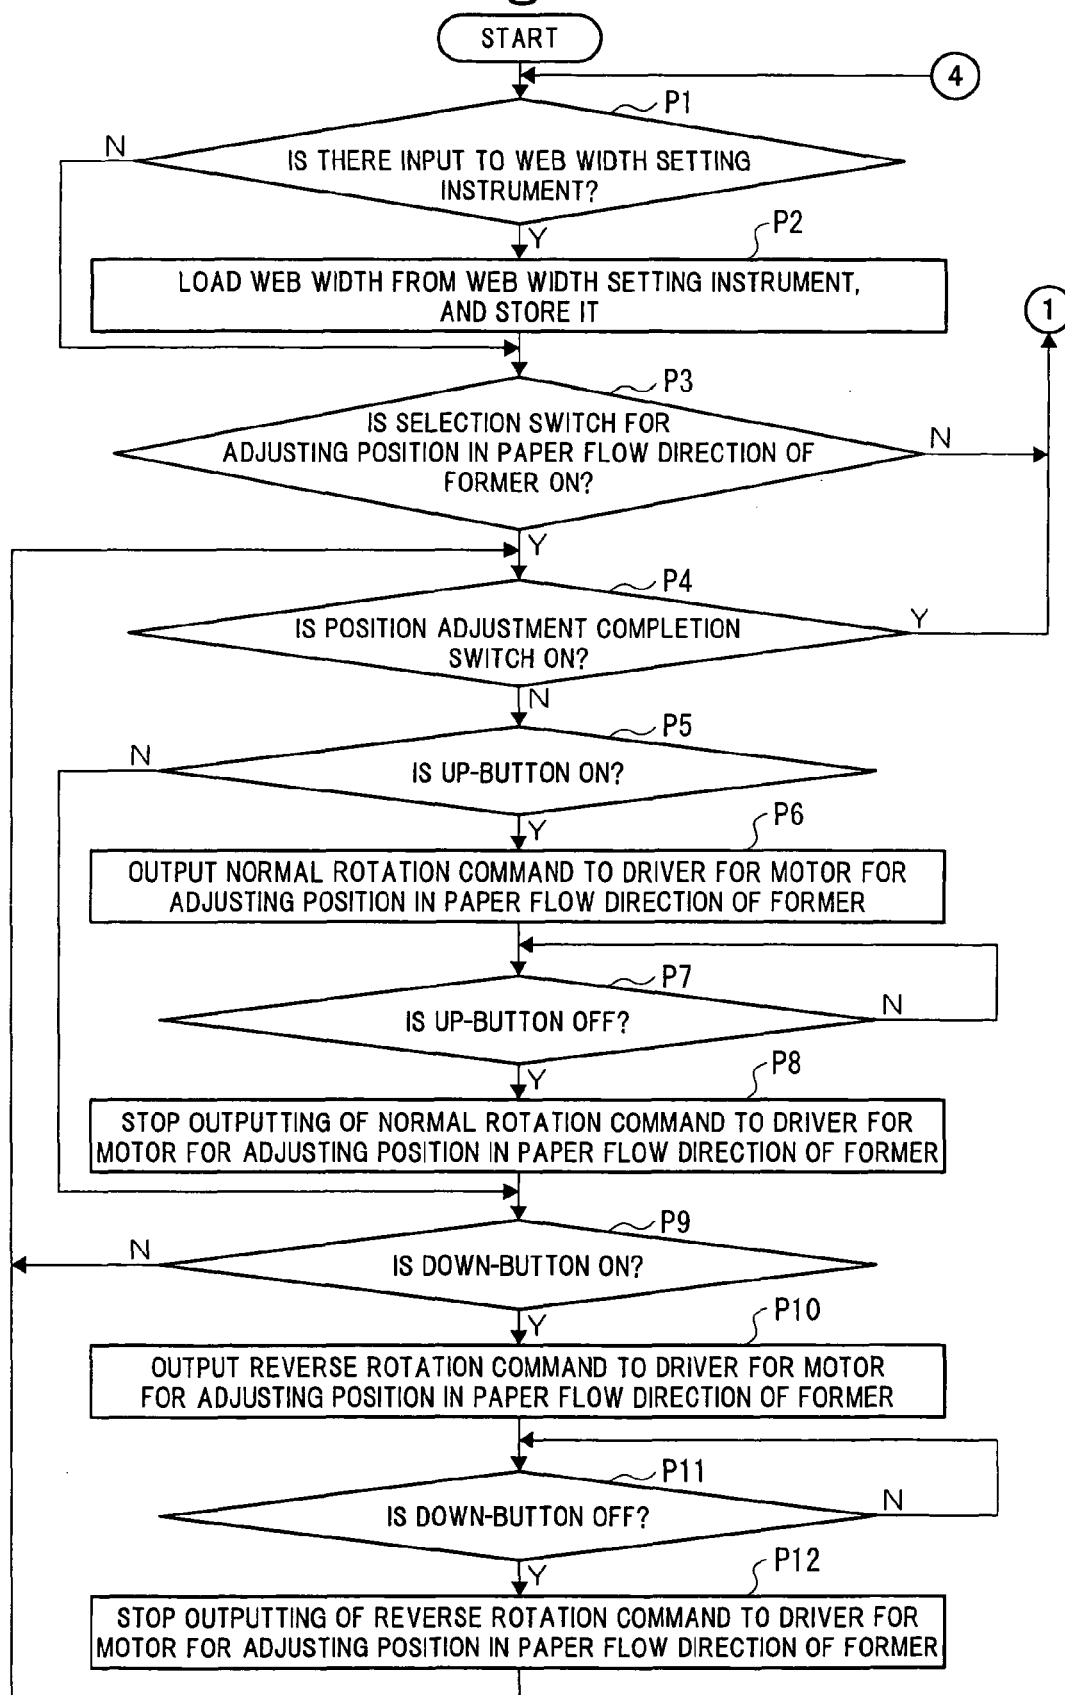 START
4
P1
N
IS THERE INPUT TO WEB WIDTH SETTING
INSTRUMENT?
Y
P2
LOAD WEB WIDTH FROM WEB WIDTH SETTING INSTRUMENT,
AND STORE IT
1
P3
IS SELECTION SWITCH FOR
ADJUSTING POSITION IN PAPER FLOW DIRECTION OF
FORMER ON?
N
Y
P4
IS POSITION ADJUSTMENT COMPLETION
SWITCH ON?
Y
N
P5
N
IS UP-BUTTON ON?
Y
P6
OUTPUT NORMAL ROTATION COMMAND TO DRIVER FOR MOTOR FOR
ADJUSTING POSITION IN PAPER FLOW DIRECTION OF FORMER
P7
IS UP-BUTTON OFF?
N
Y
P8
STOP OUTPUTTING OF NORMAL ROTATION COMMAND TO DRIVER FOR
MOTOR FOR ADJUSTING POSITION IN PAPER FLOW DIRECTION OF FORMER
P9
N
IS DOWN-BUTTON ON?
Y
P10
OUTPUT REVERSE ROTATION COMMAND TO DRIVER FOR MOTOR
FOR ADJUSTING POSITION IN PAPER FLOW DIRECTION OF FORMER
P11
IS DOWN-BUTTON OFF?
N
Y
P12
STOP OUTPUTTING OF REVERSE ROTATION COMMAND TO DRIVER FOR
MOTOR FOR ADJUSTING POSITION IN PAPER FLOW DIRECTION OF FORMER